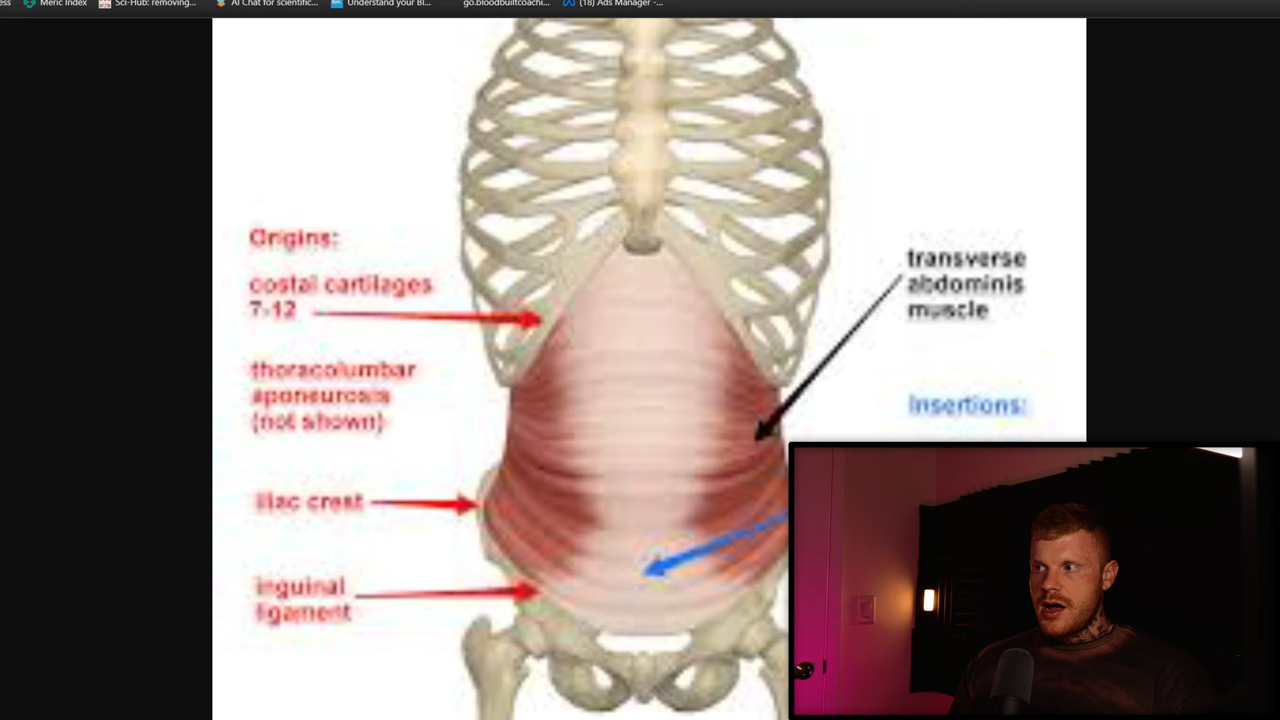 ess
Meric Index
Sci-Hub: removing...
AI Chat for scientific...
Understand your Bl...
go.bloodbuiltcoachi...
(18) Ads Manager -...
Origins:
costal cartilages
7-12
thoracolumbar
aponeurosis
(not shown)
iliac crest
inguinal
ligament
transverse
abdominis
muscle
Insertions: